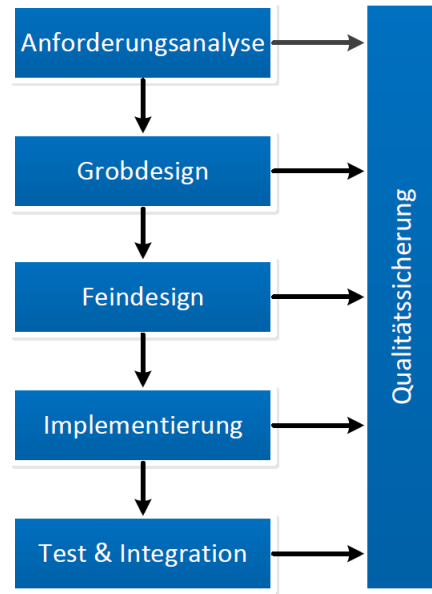 Anforderungsanalyse
Grobdesign
Feindesign
Implementierung
Test & Integration
Qualitätssicherung